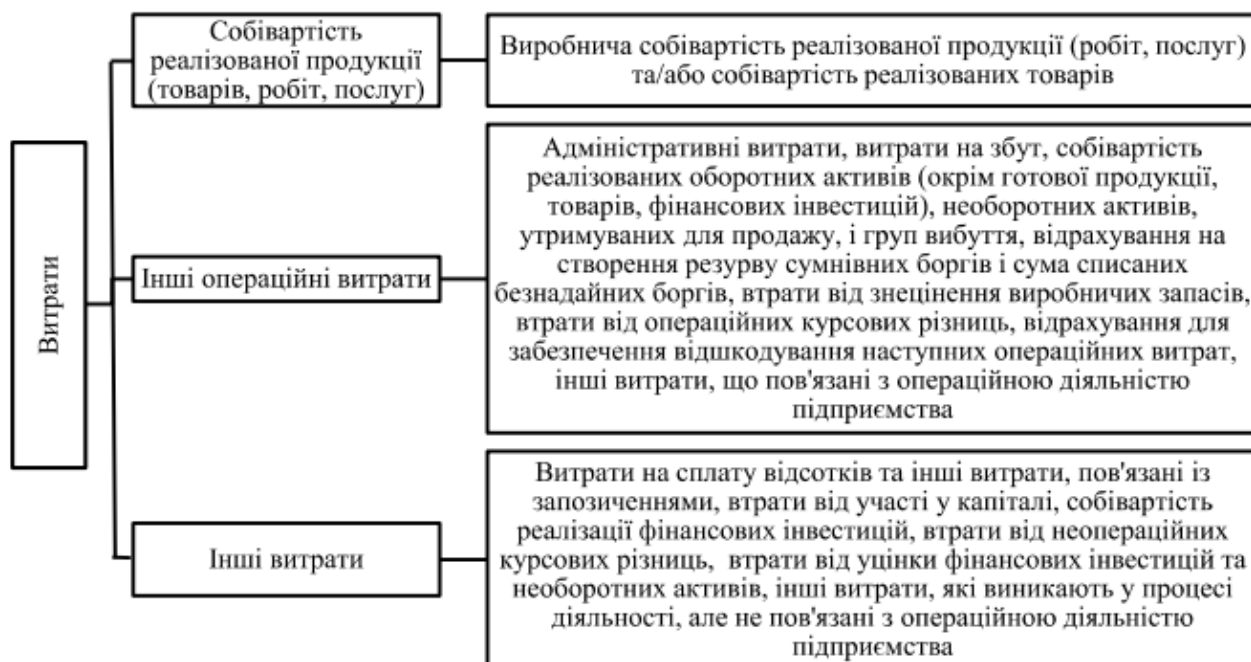 Витрати
Собівартість
реалізованої продукції
(товарів, робіт, послуг)
Виробнича собівартість реалізованої продукції (робіт, послуг)
та/або собівартість реалізованих товарів
Інші операційні витрати
Адміністративні витрати, витрати на збут, собівартість
реалізованих оборотних активів (окрім готової продукції,
товарів, фінансових інвестицій), необоротних активів,
утримуваних для продажу, і груп вибуття, відрахування на
створення резурву сумнівних боргів і сума списаних
безнадайних боргів, втрати від знецінення виробничих запасів,
втрати від операційних курсових різниць, відрахування для
забезпечення відшкодування наступних операційних витрат,
інші витрати, що пов'язані з операційною діяльністю
підприємства
Інші витрати
Витрати на сплату відсотків та інші витрати, пов'язані із
запозиченнями, втрати від участі у капіталі, собівартість
реалізації фінансових інвестицій, втрати від неопераційних
курсових різниць, втрати від уцінки фінансових інвестицій та
необоротних активів, інші витрати, які виникають у процесі
діяльності, але не пов'язані з операційною діяльністю
підприємства